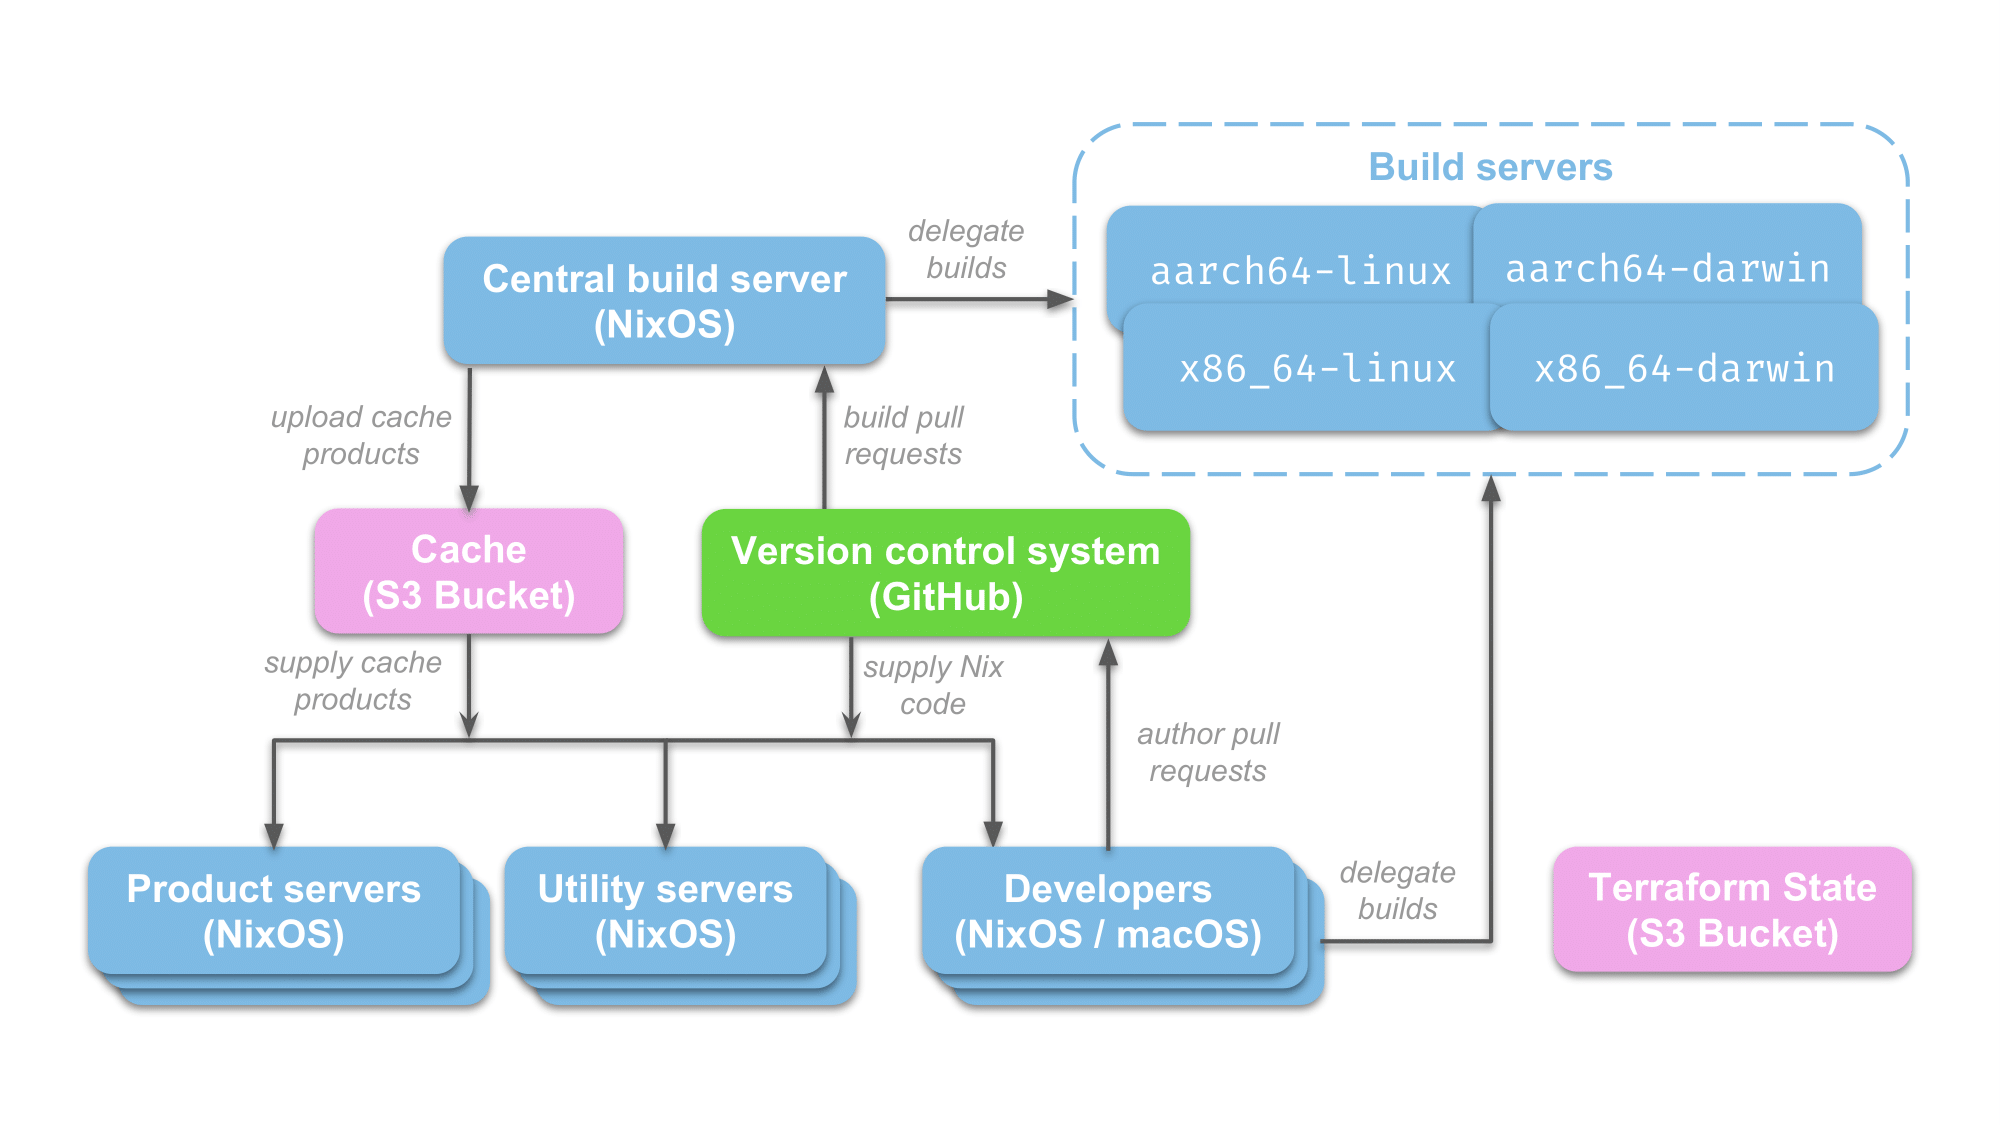 Build servers
aarch64-linux
aarch64-darwin
x86_64-linux
x86_64-darwin
delegate
builds
Central build server
(NixOS)
upload cache
products
build pull
requests
Cache
(S3 Bucket)
Version control system
(GitHub)
supply cache
products
supply Nix
code
author pull
requests
Product servers
(NixOS)
Utility servers
(NixOS)
Developers
(NixOS / macOS)
delegate
builds
Terraform State
(S3 Bucket)